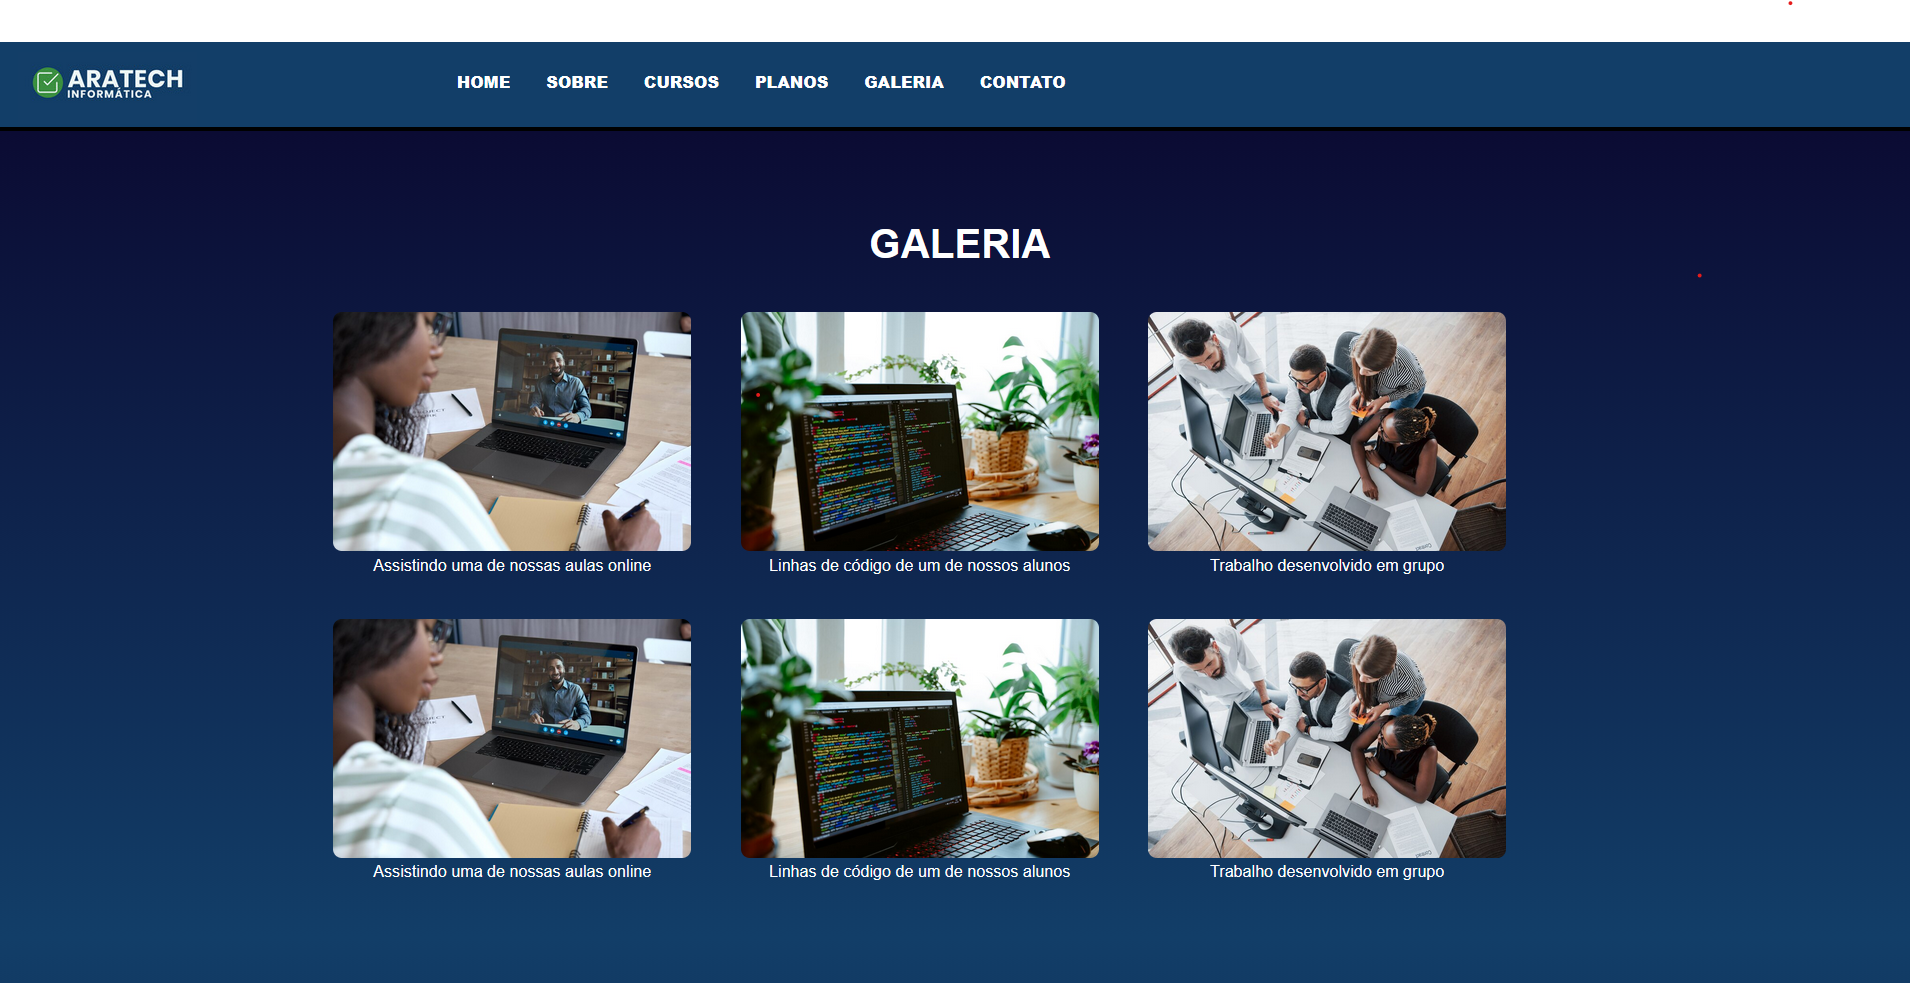 ARATECH
INFORMÁTICA
HOME SOBRE CURSOS PLANOS GALERIA CONTATO
GALERIA
Assistindo uma de nossas aulas online
Linhas de código de um de nossos alunos
Trabalho desenvolvido em grupo
Assistindo uma de nossas aulas online
Linhas de código de um de nossos alunos
Trabalho desenvolvido em grupo